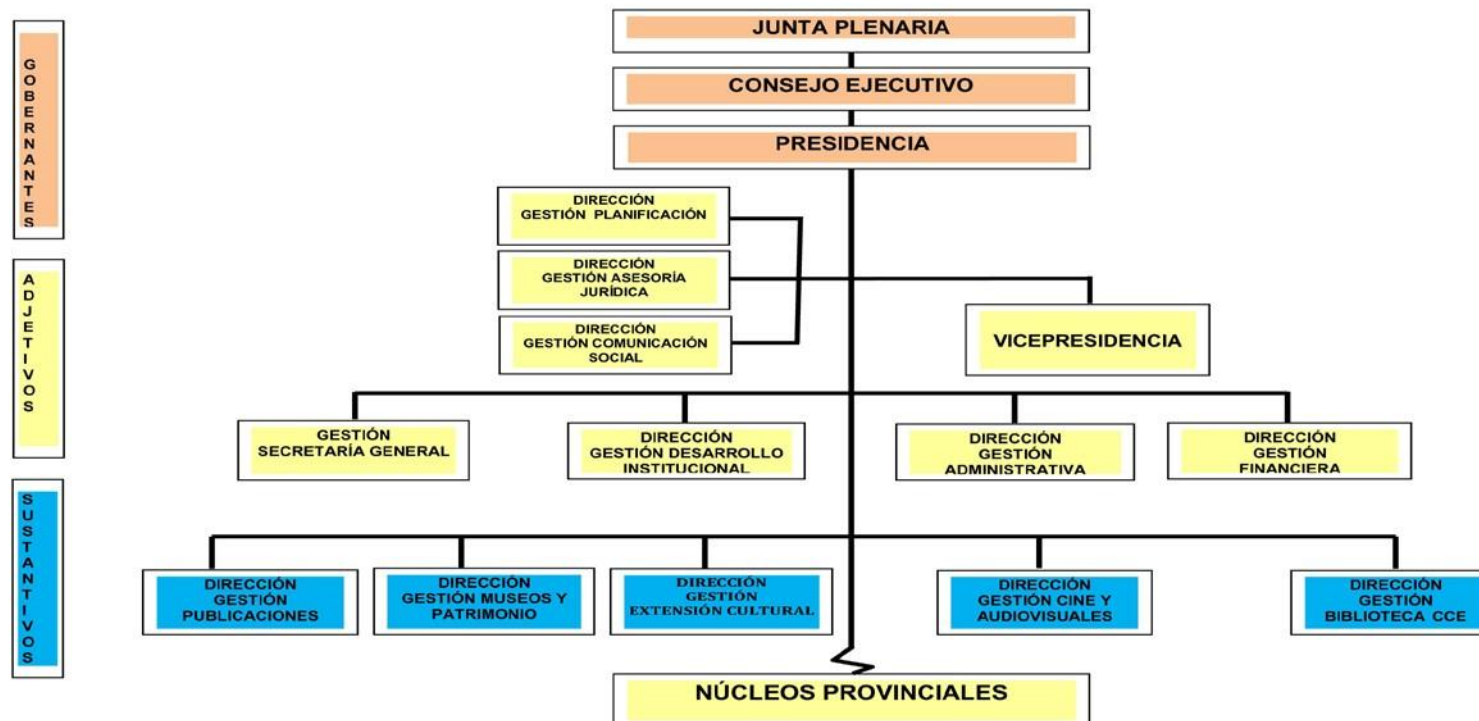 GOBERNANTES
JUNTA PLENARIA
CONSEJO EJECUTIVO
PRESIDENCIA
ADJETIVOS
DIRECCIÓN
GESTIÓN PLANIFICACIÓN
DIRECCIÓN
GESTIÓN ASESORÍA
JURÍDICA
DIRECCIÓN
GESTIÓN COMUNICACIÓN
SOCIAL
VICEPRESIDENCIA
GESTIÓN
SECRETARÍA GENERAL
DIRECCIÓN
GESTIÓN DESARROLLO
INSTITUCIONAL
DIRECCIÓN
GESTIÓN
ADMINISTRATIVA
DIRECCIÓN
GESTIÓN
FINANCIERA
SUSTANTIVOS
DIRECCIÓN
GESTIÓN
PUBLICACIONES
DIRECCIÓN
GESTIÓN MUSEOS Y
PATRIMONIO
DIRECCIÓN
GESTIÓN
EXTENSIÓN CULTURAL
DIRECCIÓN
GESTIÓN CINE Y
AUDIOVISUALES
DIRECCIÓN
GESTIÓN
BIBLIOTECA CCE
NÚCLEOS PROVINCIALES